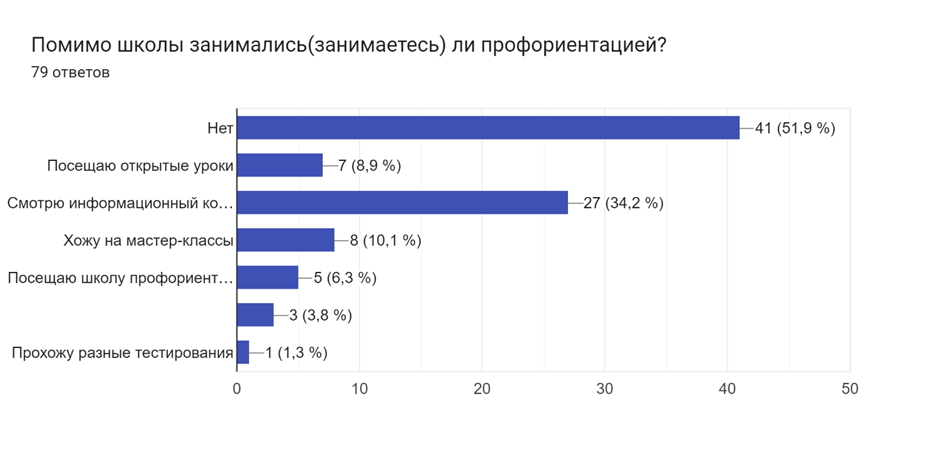 Помимо школы занимались(занимаетесь) ли профориентацией?
79 ответов
Нет
41 (51,9 %)
Посещаю открытые уроки
7 (8,9 %)
Смотрю информационный ко…
27 (34,2 %)
Хожу на мастер-классы
8 (10,1 %)
Посещаю школу профориент…
5 (6,3 %)
3 (3,8 %)
Прохожу разные тестирования
1 (1,3 %)
0 10 20 30 40 50